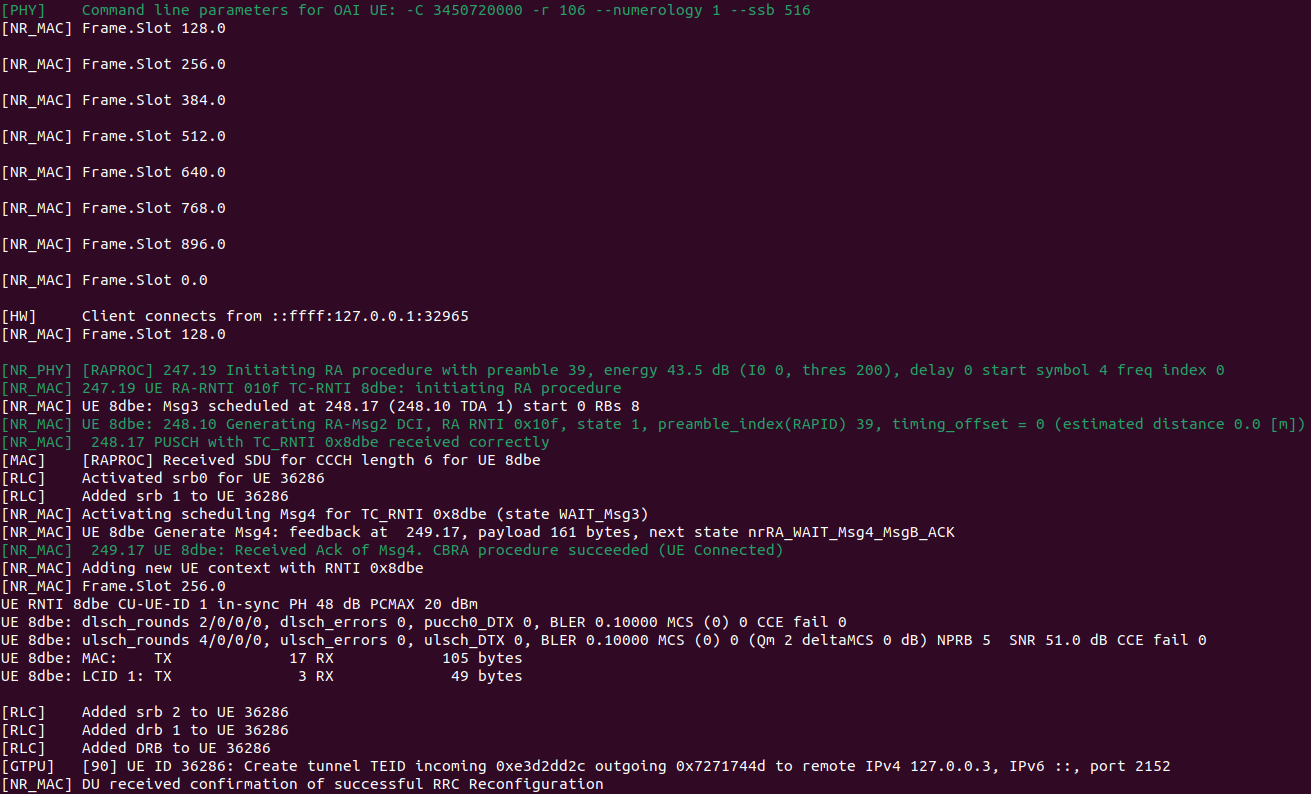 [PHY]    Command line parameters for OAI UE: -C 3450720000 -r 106 --numerology 1 --ssb 516
[NR_MAC] Frame.Slot 128.0
[NR_MAC] Frame.Slot 256.0
[NR_MAC] Frame.Slot 384.0
[NR_MAC] Frame.Slot 512.0
[NR_MAC] Frame.Slot 640.0
[NR_MAC] Frame.Slot 768.0
[NR_MAC] Frame.Slot 896.0
[NR_MAC] Frame.Slot 0.0
[HW]     Client connects from ::ffff:127.0.0.1:32965
[NR_MAC] Frame.Slot 128.0
[NR_PHY] [RAPROC] 247.19 Initiating RA procedure with preamble 39, energy 43.5 dB (I0 0, thres 200), delay 0 start symbol 4 freq index 0
[NR_MAC] 247.19 UE RA-RNTI 010f TC-RNTI 8dbe: initiating RA procedure
[NR_MAC] UE 8dbe: Msg3 scheduled at 248.17 (248.10 TDA 1) start 0 RBs 8
[NR_MAC] UE 8dbe: 248.10 Generating RA-Msg2 DCI, RA RNTI 0x10f, state 1, preamble_index(RAPID) 39, timing_offset = 0 (estimated distance 0.0 [m])
[NR_MAC]  248.17 PUSCH with TC_RNTI 0x8dbe received correctly
[MAC]    [RAPROC] Received SDU for CCCH length 6 for UE 8dbe
[RLC]    Activated srb0 for UE 36286
[RLC]    Added srb 1 to UE 36286
[NR_MAC] Activating scheduling Msg4 for TC_RNTI 0x8dbe (state WAIT_Msg3)
[NR_MAC] UE 8dbe Generate Msg4: feedback at  249.17, payload 161 bytes, next state nrRA_WAIT_Msg4_MsgB_ACK
[NR_MAC]  249.17 UE 8dbe: Received Ack of Msg4. CBRA procedure succeeded (UE Connected)
[NR_MAC] Adding new UE context with RNTI 0x8dbe
[NR_MAC] Frame.Slot 256.0
UE RNTI 8dbe CU-UE-ID 1 in-sync PH 48 dB PCMAX 20 dBm
UE 8dbe: dlsch_rounds 2/0/0/0, dlsch_errors 0, pucch0_DTX 0, BLER 0.10000 MCS (0) 0 CCE fail 0
UE 8dbe: ulsch_rounds 4/0/0/0, ulsch_errors 0, ulsch_DTX 0, BLER 0.10000 MCS (0) 0 (Qm 2 deltaMCS 0 dB) NPRB 5  SNR 51.0 dB CCE fail 0
UE 8dbe: MAC:    TX             17 RX            105 bytes
UE 8dbe: LCID 1: TX              3 RX             49 bytes
[RLC]    Added srb 2 to UE 36286
[RLC]    Added drb 1 to UE 36286
[RLC]    Added DRB to UE 36286
[GTPU]   [90] UE ID 36286: Create tunnel TEID incoming 0xe3d2dd2c outgoing 0x7271744d to remote IPv4 127.0.0.3, IPv6 ::, port 2152
[NR_MAC] DU received confirmation of successful RRC Reconfiguration